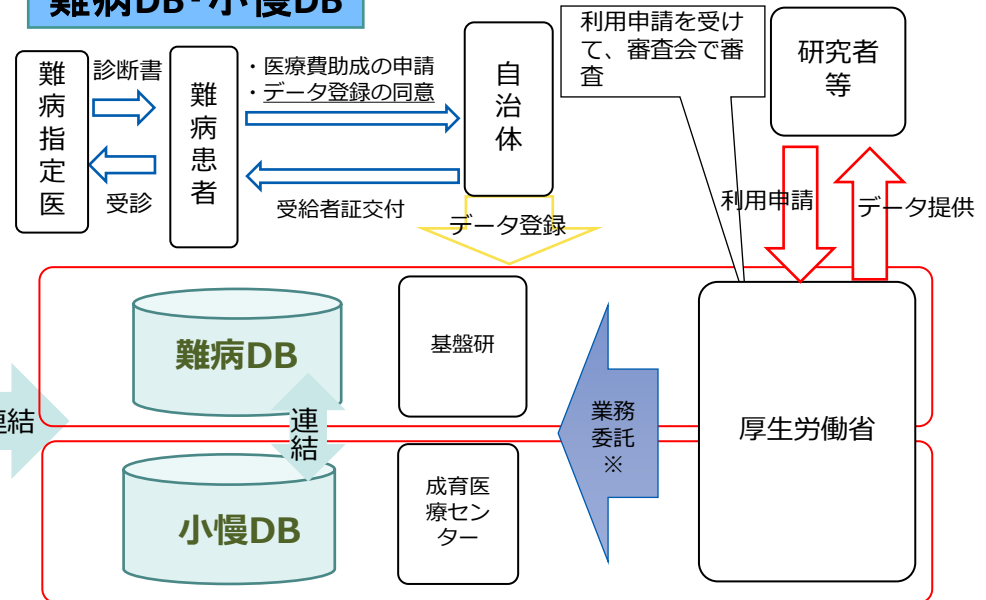 難病DB・小慢DB
難病指定医
診断書
受診
難病患者
・医療費助成の申請
・データ登録の同意
受給者証交付
自治体
利用申請を受け
て、審査会で審
査
研究者
等
利用申請
データ提供
データ登録
難病DB
基盤研
連結
連結
業務
委託
※
厚生労働省
小慢DB
成育医
療セン
ター